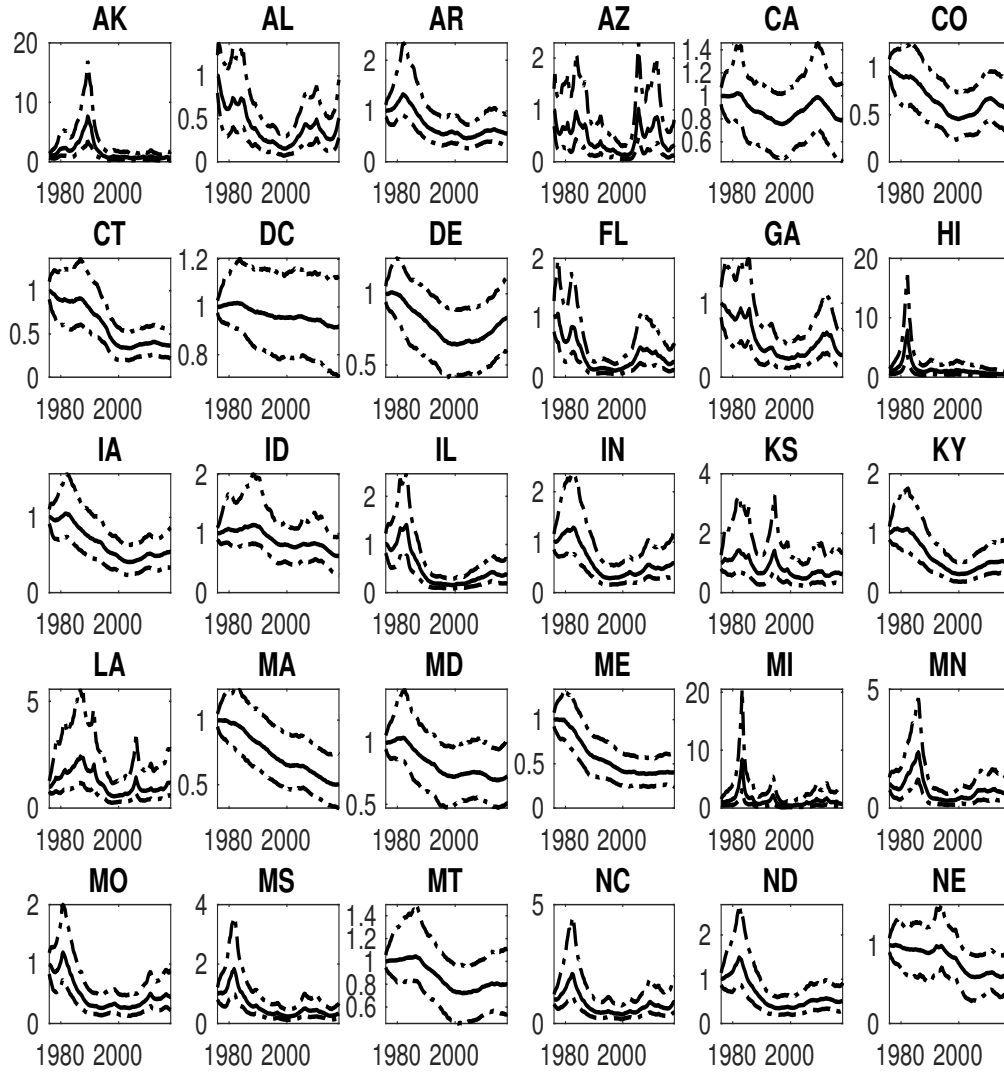 AK AL AR AZ CA CO
20 10 0 1 0.5 0 2 1 0 2 1 0 1.4 1.2 1 0.8 0.6 1 0.5 0
1980 2000 1980 2000 1980 2000 1980 2000 1980 2000 1980 2000
CT DC DE FL GA HI
1 0.5 0 1.2 1 0.8 1 0.5 2 1 0 2 1 0 20 10 0
1980 2000 1980 2000 1980 2000 1980 2000 1980 2000 1980 2000
IA ID IL IN KS KY
1 0 2 1 0 2 1 0 2 1 0 4 2 0 2 1 0
1980 2000 1980 2000 1980 2000 1980 2000 1980 2000 1980 2000
LA MA MD ME MI MN
5 0 1 0.5 1 0.5 1 0.5 0 20 10 0 5 0
1980 2000 1980 2000 1980 2000 1980 2000 1980 2000 1980 2000
MO MS MT NC ND NE
2 1 0 4 2 0 1.4 1.2 1 0.8 0.6 5 0 2 1 0 1 0
1980 2000 1980 2000 1980 2000 1980 2000 1980 2000 1980 2000